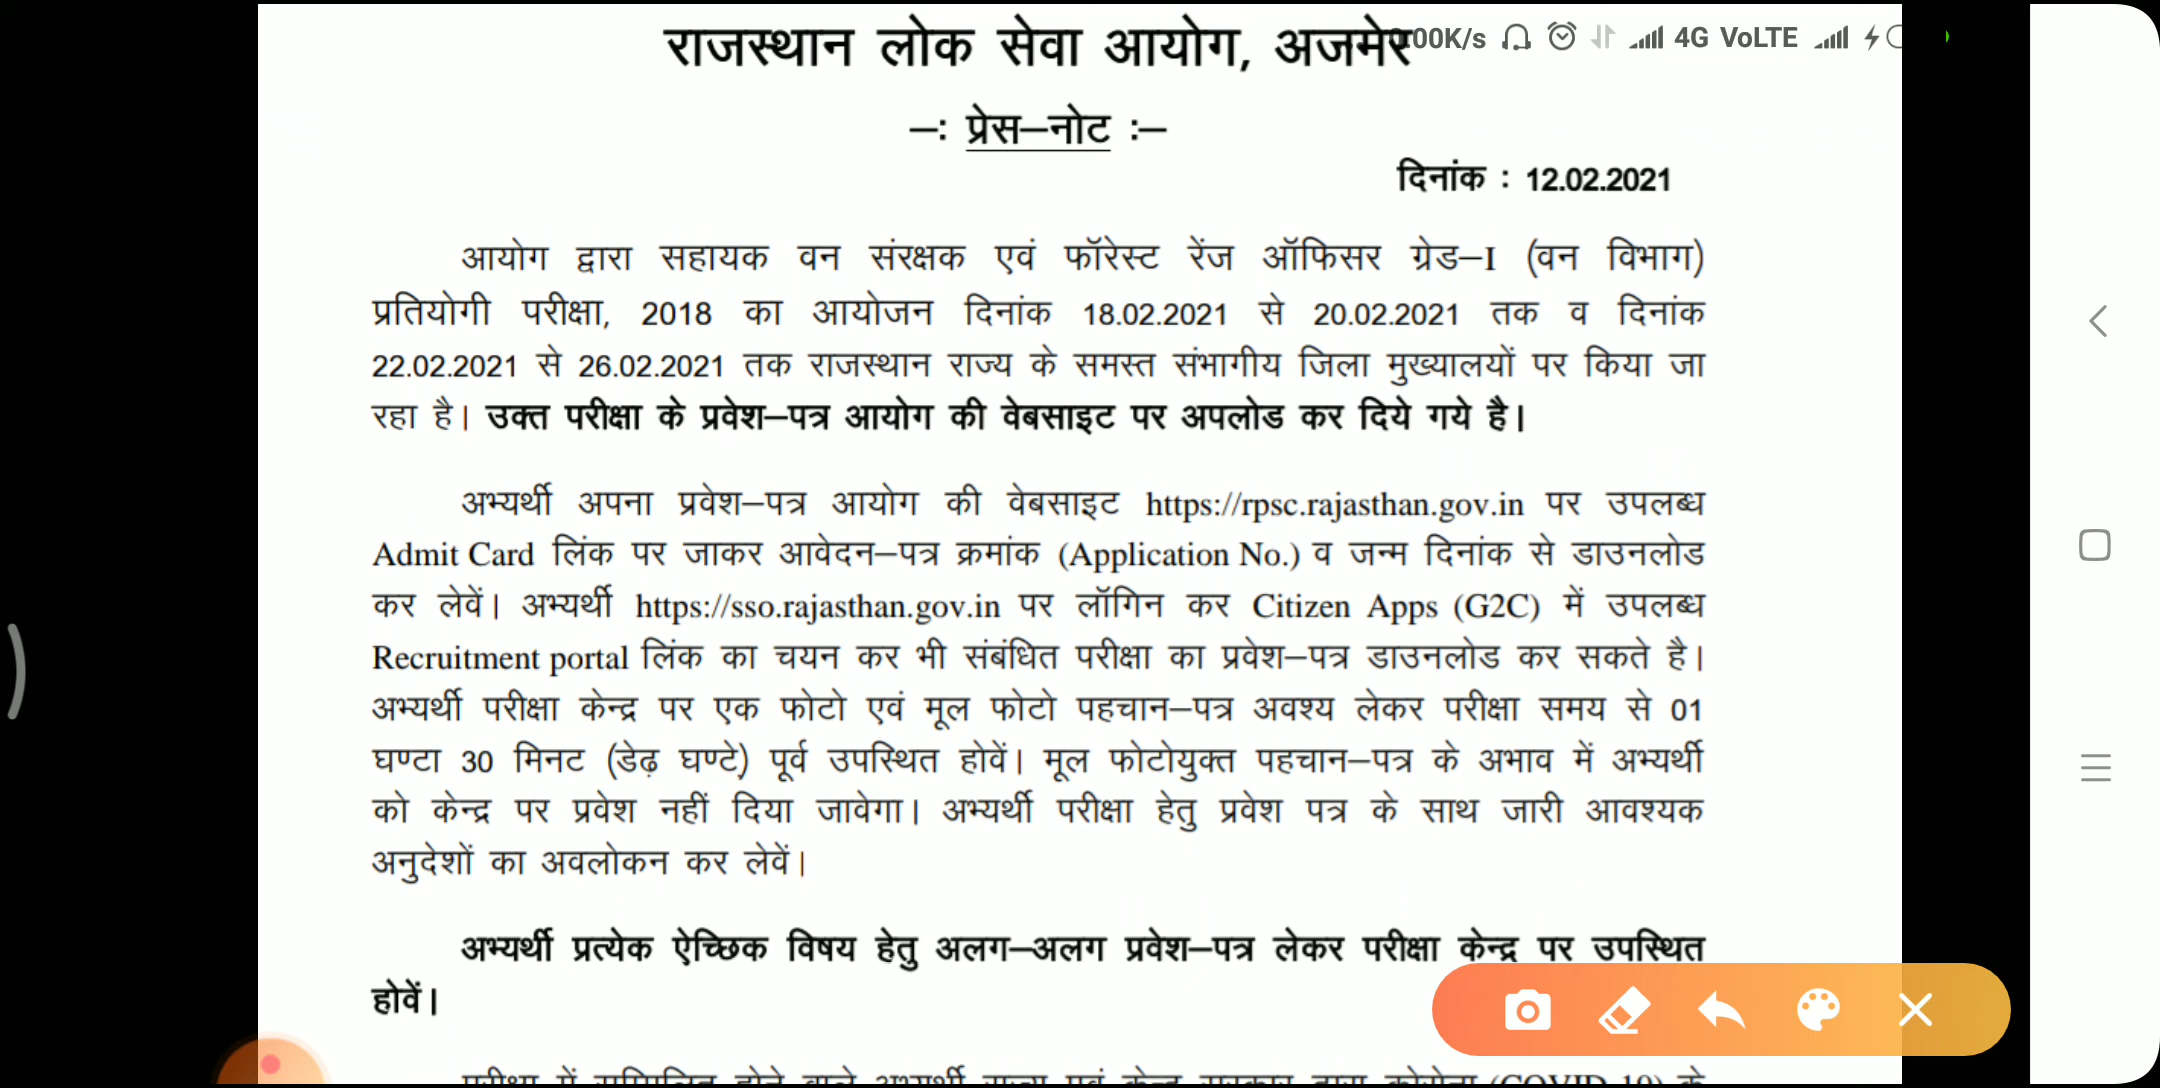 राजस्थान लोक सेवा आयोग, अजमेर
00K/s 4G VoLTE
–: प्रेस–नोट :–
दिनांक : 12.02.2021
आयोग द्वारा सहायक वन संरक्षक एवं फॉरेस्ट रेंज ऑफिसर ग्रेड–I (वन विभाग)
प्रतियोगी परीक्षा, 2018 का आयोजन दिनांक 18.02.2021 से 20.02.2021 तक व दिनांक
22.02.2021 से 26.02.2021 तक राजस्थान राज्य के समस्त संभागीय जिला मुख्यालयों पर किया जा
रहा है। उक्त परीक्षा के प्रवेश–पत्र आयोग की वेबसाइट पर अपलोड कर दिये गये है।
अभ्यर्थी अपना प्रवेश–पत्र आयोग की वेबसाइट https://rpsc.rajasthan.gov.in पर उपलब्ध
Admit Card लिंक पर जाकर आवेदन–पत्र क्रमांक (Application No.) व जन्म दिनांक से डाउनलोड
कर लेवें। अभ्यर्थी https://sso.rajasthan.gov.in पर लॉगिन कर Citizen Apps (G2C) में उपलब्ध
Recruitment portal लिंक का चयन कर भी संबंधित परीक्षा का प्रवेश–पत्र डाउनलोड कर सकते है।
अभ्यर्थी परीक्षा केन्द्र पर एक फोटो एवं मूल फोटो पहचान–पत्र अवश्य लेकर परीक्षा समय से 01
घण्टा 30 मिनट (डेढ़ घण्टे) पूर्व उपस्थित होवें। मूल फोटोयुक्त पहचान–पत्र के अभाव में अभ्यर्थी
को केन्द्र पर प्रवेश नहीं दिया जावेगा। अभ्यर्थी परीक्षा हेतु प्रवेश पत्र के साथ जारी आवश्यक
अनुदेशों का अवलोकन कर लेवें।
अभ्यर्थी प्रत्येक ऐच्छिक विषय हेतु अलग–अलग प्रवेश–पत्र लेकर परीक्षा केन्द्र पर उपस्थित
होवें।
परीक्षा में सम्मिलित होने वाले अभ्यर्थी राज्य एवं केन्द्र सरकार द्वारा कोरोना (COVID-19) के